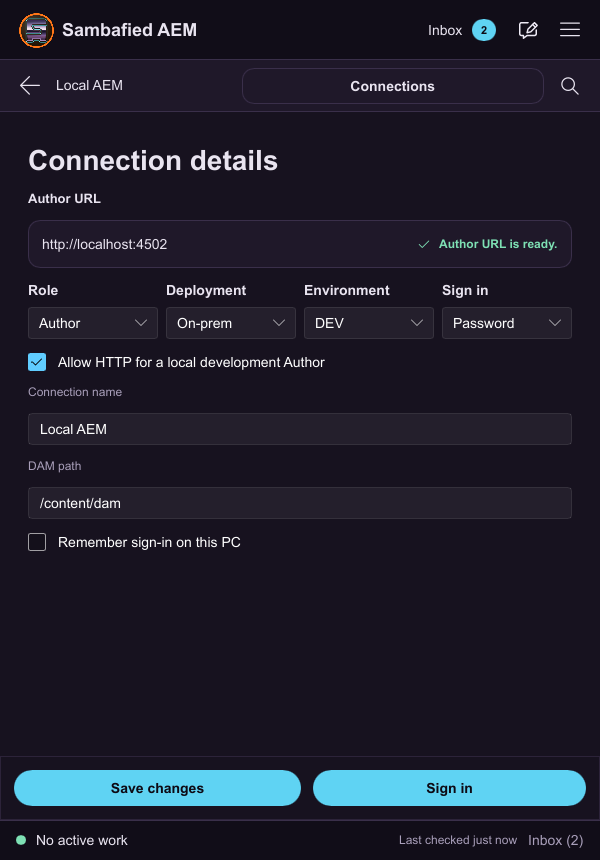 Sambafied AEM
Inbox 2
Local AEM
Connections
Connection details
Author URL
http://localhost:4502 Author URL is ready.
Role Deployment Environment Sign in
Author On-prem DEV Password
Allow HTTP for a local development Author
Connection name
Local AEM
DAM path
/content/dam
Remember sign-in on this PC
Save changes Sign in
No active work Last checked just now Inbox (2)